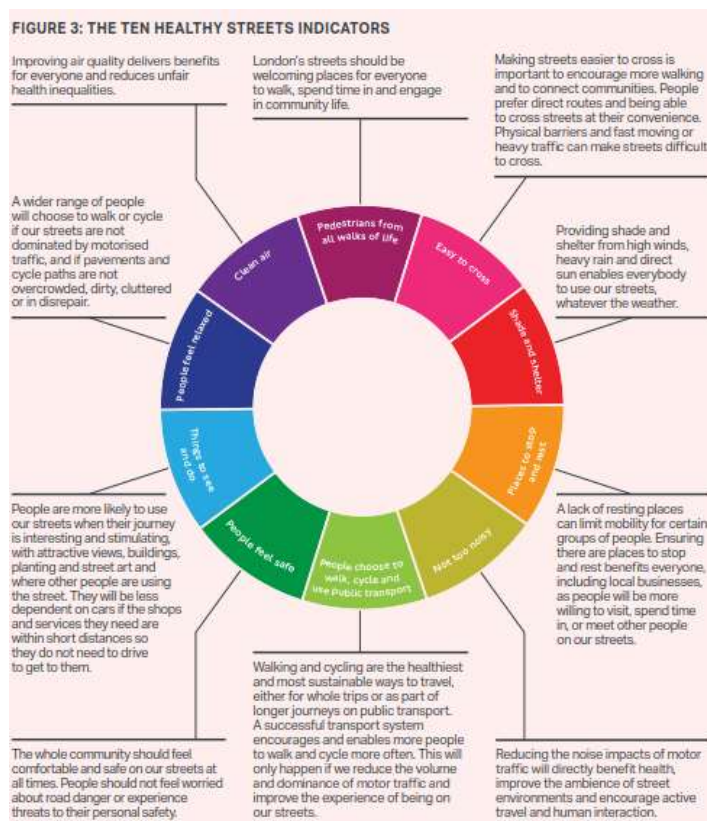 FIGURE 3: THE TEN HEALTHY STREETS INDICATORS
Improving air quality delivers benefits
for everyone and reduces unfair
health inequalities.
London's streets should be
welcoming places for everyone
to walk, spend time in and engage
in community life.
Making streets easier to cross is
important to encourage more walking
and to connect communities. People
prefer direct routes and being able
to cross streets at their convenience.
Physical barriers and fast moving or
heavy traffic can make streets difficult
to cross.
A wider range of people
will choose to walk or cycle
if our streets are not
dominated by motorised
traffic, and if pavements and
cycle paths are not
overcrowded, dirty, cluttered
or in disrepair.
Providing shade and
shelter from high winds,
heavy rain and direct
sun enables everybody
to use our streets,
whatever the weather.
Pedestrians from
all walks of life
Easy to cross
Shade and shelter
Places to stop
and rest
Not too noisy
People choose to
walk, cycle and
use Public transport
People feel safe
Things to see
and do
People feel relaxed
Clean air
People are more likely to use
our streets when their journey
is interesting and stimulating,
with attractive views, buildings,
planting and street art and
where other people are using
the street. They will be less
dependent on cars if the shops
and services they need are
within short distances so
they do not need to drive
to get to them.
A lack of resting places
can limit mobility for certain
groups of people. Ensuring
there are places to stop
and rest benefits everyone,
including local businesses,
as people will be more
willing to visit, spend time
in, or meet other people
on our streets.
The whole community should feel
comfortable and safe on our streets at
all times. People should not feel worried
about road danger or experience
threats to their personal safety.
Walking and cycling are the healthiest
and most sustainable ways to travel,
either for whole trips or as part of
longer journeys on public transport.
A successful transport system
encourages and enables more people
to walk and cycle more often. This will
only happen if we reduce the volume
and dominance of motor traffic and
improve the experience of being on
our streets.
Reducing the noise impacts of motor
traffic will directly benefit health,
improve the ambience of street
environments and encourage active
travel and human interaction.